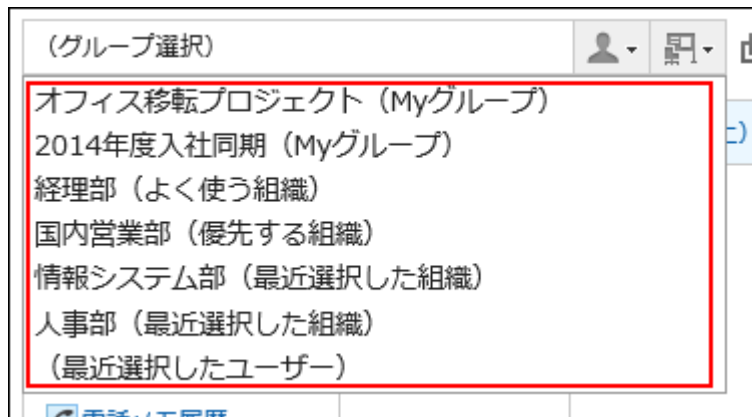 （グループ選択）
オフィス移転プロジェクト（Myグループ）
2014年度入社同期（Myグループ）
経理部（よく使う組織）
国内営業部（優先する組織）
情報システム部（最近選択した組織）
人事部（最近選択した組織）
（最近選択したユーザー）